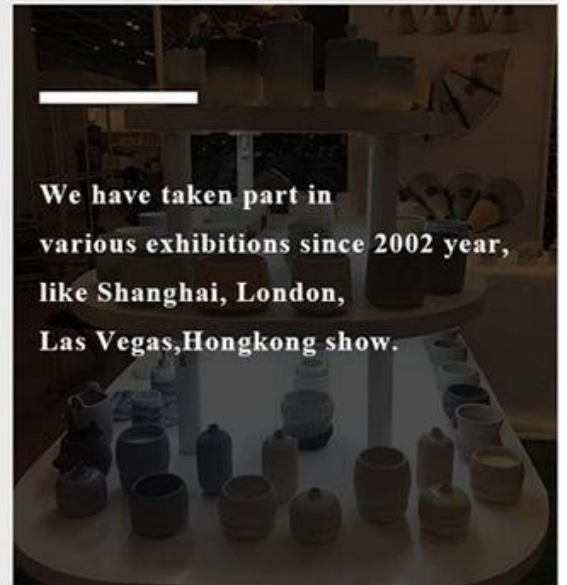 We have taken part in
various exhibitions since 2002 year,
like Shanghai, London,
Las Vegas,Hongkong show.